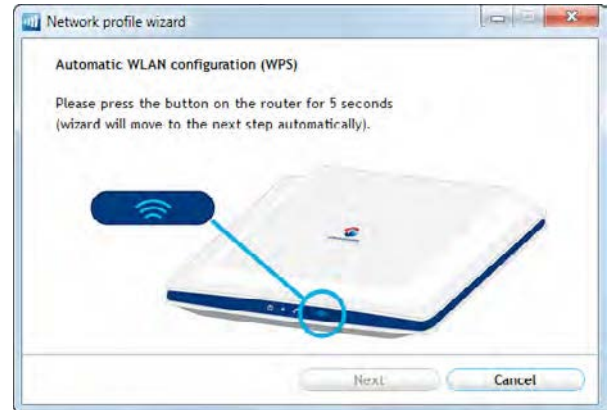 Network profile wizard
Automatic WLAN configuration (WPS)
Please press the button on the router for 5 seconds
(wizard will move to the next step automatically).
Next
Cancel